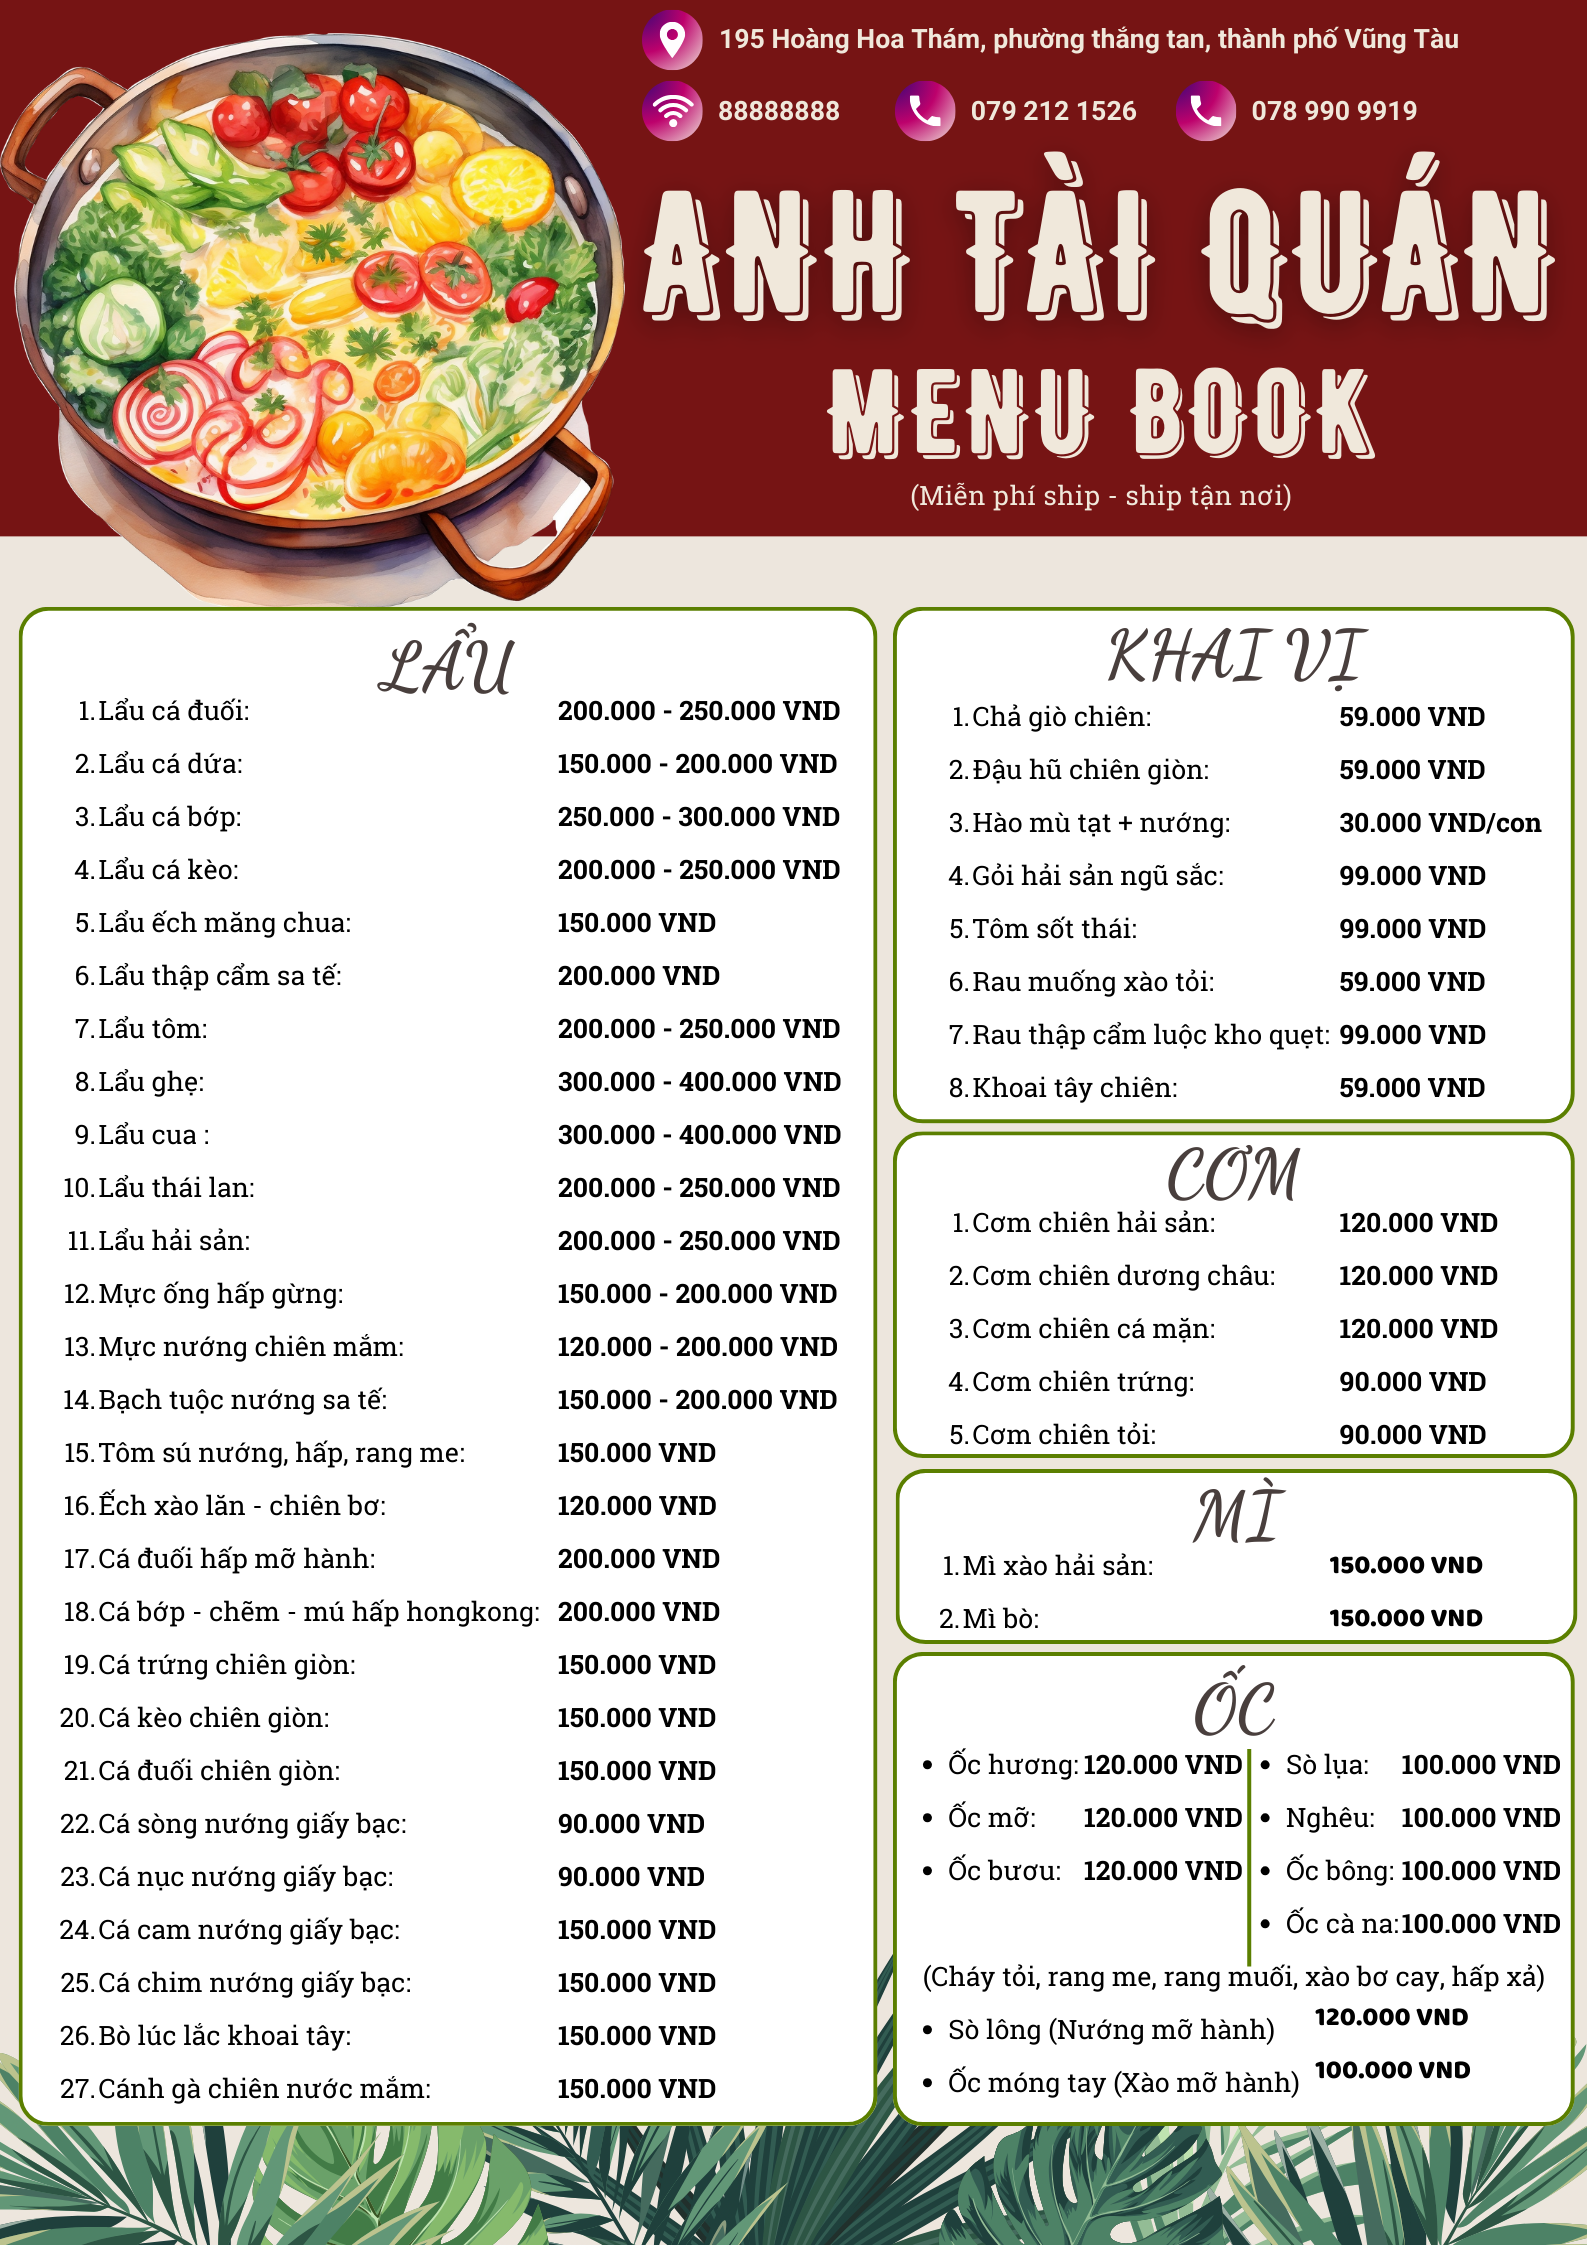 195 Hoàng Hoa Thám, phường thắng tan, thành phố Vũng Tàu
88888888 079 212 1526 078 990 9919
ANH TÀI QUÁN
MENU BOOK
(Miễn phí ship - ship tận nơi)
LẨU
1. Lẩu cá đuối: 200.000 - 250.000 VND
2. Lẩu cá dứa: 150.000 - 200.000 VND
3. Lẩu cá bớp: 250.000 - 300.000 VND
4. Lẩu cá kèo: 200.000 - 250.000 VND
5. Lẩu ếch măng chua: 150.000 VND
6. Lẩu thập cẩm sa tế: 200.000 VND
7. Lẩu tôm: 200.000 - 250.000 VND
8. Lẩu ghẹ: 300.000 - 400.000 VND
9. Lẩu cua : 300.000 - 400.000 VND
10. Lẩu thái lan: 200.000 - 250.000 VND
11. Lẩu hải sản: 200.000 - 250.000 VND
12. Mực ống hấp gừng: 150.000 - 200.000 VND
13. Mực nướng chiên mắm: 120.000 - 200.000 VND
14. Bạch tuộc nướng sa tế: 150.000 - 200.000 VND
15. Tôm sú nướng, hấp, rang me: 150.000 VND
16. Ếch xào lăn - chiên bơ: 120.000 VND
17. Cá đuối hấp mỡ hành: 200.000 VND
18. Cá bớp - chẽm - mú hấp hongkong: 200.000 VND
19. Cá trứng chiên giòn: 150.000 VND
20. Cá kèo chiên giòn: 150.000 VND
21. Cá đuối chiên giòn: 150.000 VND
22. Cá sòng nướng giấy bạc: 90.000 VND
23. Cá nục nướng giấy bạc: 90.000 VND
24. Cá cam nướng giấy bạc: 150.000 VND
25. Cá chim nướng giấy bạc: 150.000 VND
26. Bò lúc lắc khoai tây: 150.000 VND
27. Cánh gà chiên nước mắm: 150.000 VND
KHAI VỊ
1. Chả giò chiên: 59.000 VND
2. Đậu hũ chiên giòn: 59.000 VND
3. Hào mù tạt + nướng: 30.000 VND/con
4. Gỏi hải sản ngũ sắc: 99.000 VND
5. Tôm sốt thái: 99.000 VND
6. Rau muống xào tỏi: 59.000 VND
7. Rau thập cẩm luộc kho quẹt: 99.000 VND
8. Khoai tây chiên: 59.000 VND
CƠM
1. Cơm chiên hải sản: 120.000 VND
2. Cơm chiên dương châu: 120.000 VND
3. Cơm chiên cá mặn: 120.000 VND
4. Cơm chiên trứng: 90.000 VND
5. Cơm chiên tỏi: 90.000 VND
MÌ
1. Mì xào hải sản: 150.000 VND
2. Mì bò: 150.000 VND
ỐC
• Ốc hương: 120.000 VND • Sò lụa: 100.000 VND
• Ốc mỡ: 120.000 VND • Nghêu: 100.000 VND
• Ốc bươu: 120.000 VND • Ốc bông: 100.000 VND
• Ốc cà na: 100.000 VND
(Cháy tỏi, rang me, rang muối, xào bơ cay, hấp xả)
• Sò lông (Nướng mỡ hành) 120.000 VND
• Ốc móng tay (Xào mỡ hành) 100.000 VND